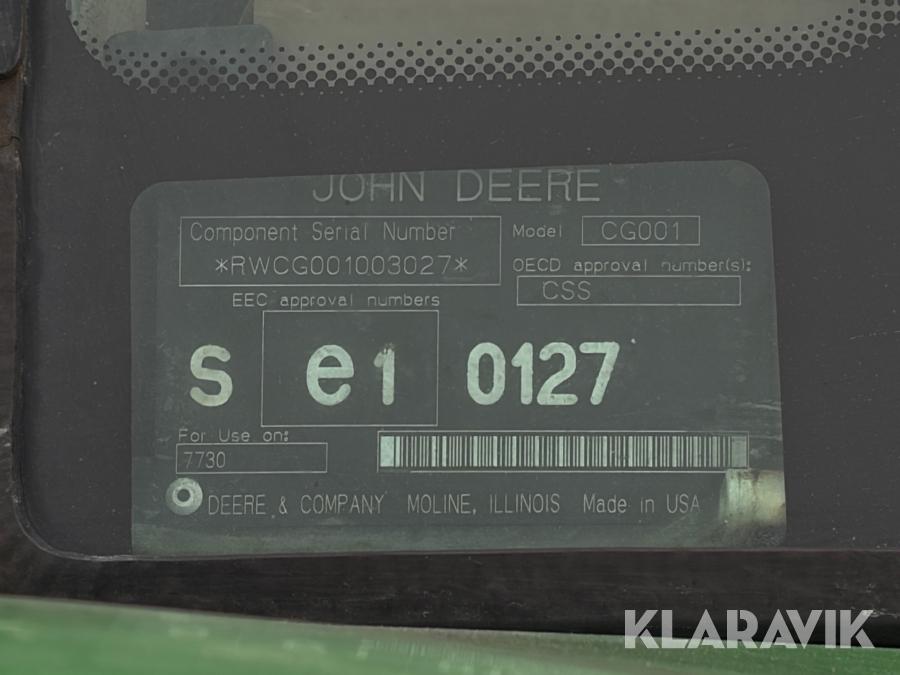 JOHN DEERE
Component Serial Number
*RWCG001003027*
Model CG001
OECD approval number(s):
CSS
EEC approval numbers
S e1 0127
For Use on:
7730
DEERE & COMPANY MOLINE, ILLINOIS Made in USA
KLARAVIK